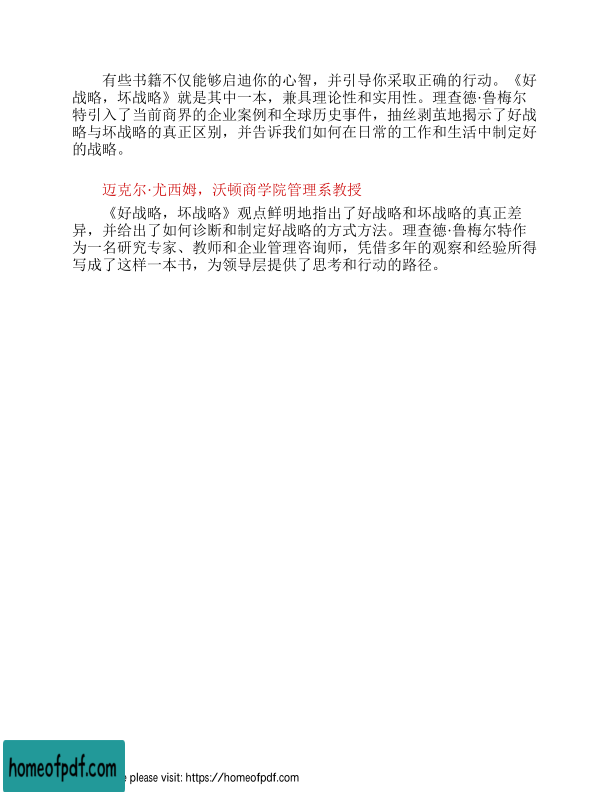 有些书籍不仅能够启迪你的心智，并引导你采取正确的行动。《好
战略，坏战略》就是其中一本，兼具理论性和实用性。理查德·鲁梅尔
特引入了当前商界的企业案例和全球历史事件，抽丝剥茧地揭示了好战
略与坏战略的真正区别，并告诉我们如何在日常的工作和生活中制定好
的战略。
迈克尔·尤西姆，沃顿商学院管理系教授
《好战略，坏战略》观点鲜明地指出了好战略和坏战略的真正差
异，并给出了如何诊断和制定好战略的方式方法。理查德·鲁梅尔特作
为一名研究专家、教师和企业管理咨询师，凭借多年的观察和经验所得
写成了这样一本书，为领导层提供了思考和行动的路径。
homeofpdf.com
please visit: https://homeofpdf.com